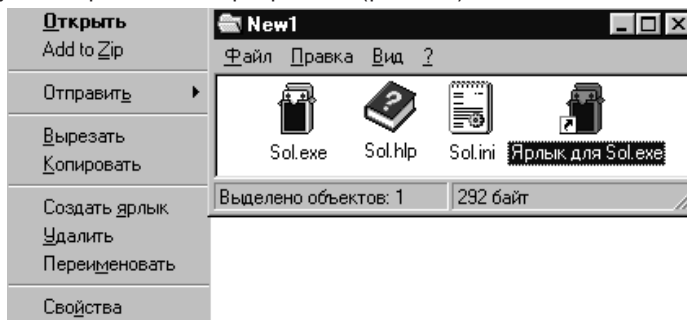 Открыть
Add to Zip
Отправить
Вырезать
Копировать
Создать ярлык
Удалить
Переименовать
Свойства
New1
Файл Правка Вид ?
Sol.exe Sol.hlp Sol.ini Ярлык для Sol.exe
Выделено объектов: 1 292 байт